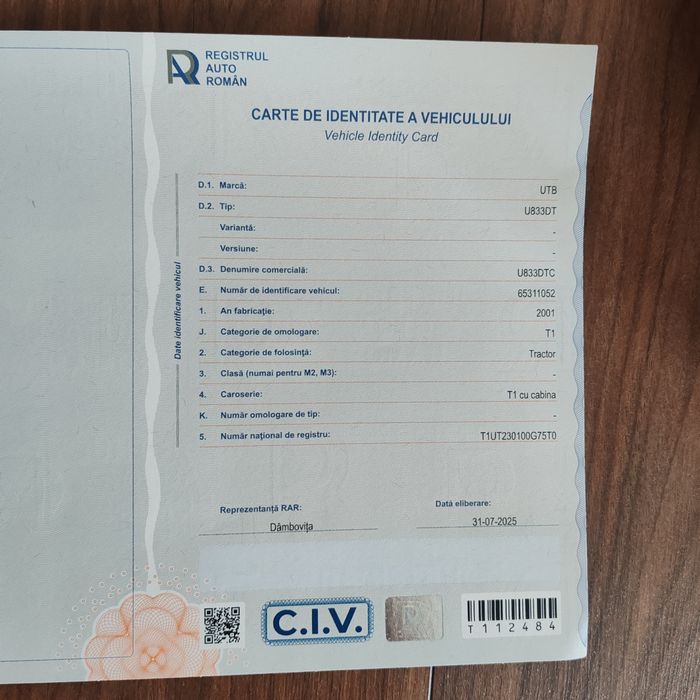 REGISTRUL
AUTO
ROMÂN
CARTE DE IDENTITATE A VEHICULULUI
Vehicle Identity Card
Date identificare vehicul
D.1. Marcă: UTB
D.2. Tip: U833DT
Variantă: -
Versiune: -
D.3. Denumire comercială: U833DTC
E. Număr de identificare vehicul: 65311052
1. An fabricație: 2001
J. Categorie de omologare: T1
2. Categorie de folosință: Tractor
3. Clasă (numai pentru M2, M3): -
4. Caroserie: T1 cu cabina
K. Număr omologare de tip: -
5. Număr național de registru: T1UT230100G75T0
Reprezentanță RAR: Data eliberare:
Dâmbovița 31-07-2025
C.I.V.
T112484